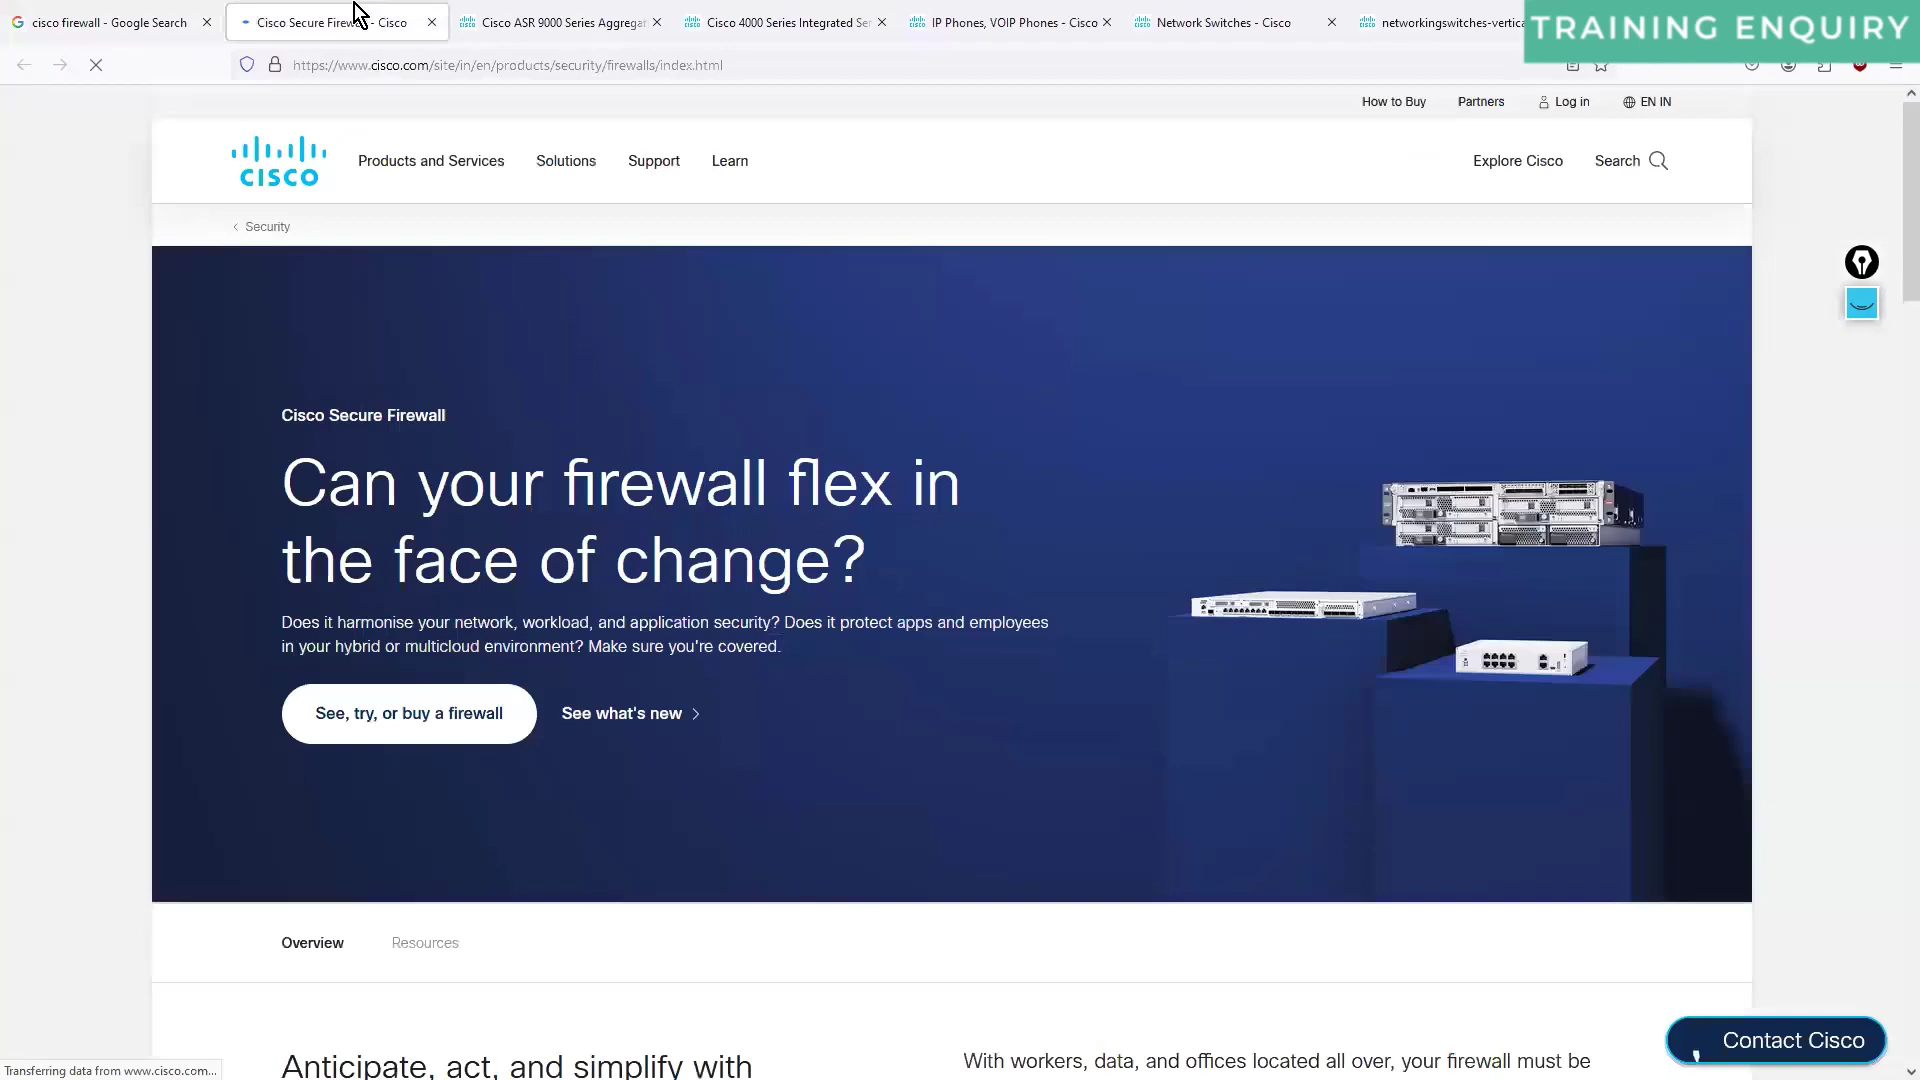 cisco firewall - Google Search
Cisco Secure Firew - Cisco
Cisco ASR 9000 Series Aggregat
Cisco 4000 Series Integrated Ser
IP Phones, VOIP Phones - Cisco
Network Switches - Cisco
networkingswitches-vertica
TRAINING ENQUIRY
https://www.cisco.com/site/in/en/products/security/firewalls/index.html
How to Buy
Partners
Log in
EN IN
CISCO
Products and Services
Solutions
Support
Learn
Explore Cisco
Search
Security
Cisco Secure Firewall
Can your firewall flex in
the face of change?
Does it harmonise your network, workload, and application security? Does it protect apps and employees
in your hybrid or multicloud environment? Make sure you're covered.
See, try, or buy a firewall
See what's new
Overview
Resources
Anticipate, act, and simplify with
With workers, data, and offices located all over, your firewall must be
Contact Cisco
Transferring data from www.cisco.com...